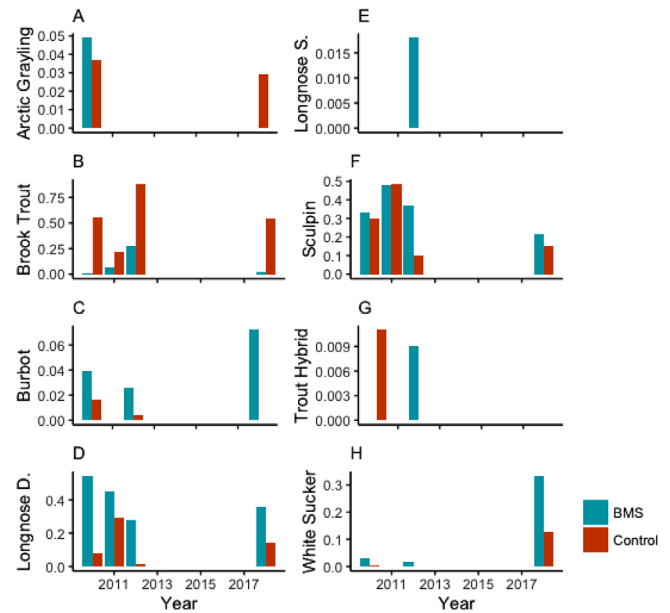 A
Arctic Grayling
0.05
0.04
0.03
0.02
0.01
0.00
E
Longnose S.
0.015
0.010
0.005
0.000
B
Brook Trout
0.75
0.50
0.25
0.00
F
Sculpin
0.5
0.4
0.3
0.2
0.1
0.0
C
Burbot
0.06
0.04
0.02
0.00
G
Trout Hybrid
0.009
0.006
0.003
0.000
D
Longnose D.
0.4
0.2
0.0
2011 2013 2015 2017
Year
H
White Sucker
0.3
0.2
0.1
0.0
2011 2013 2015 2017
Year
BMS
Control